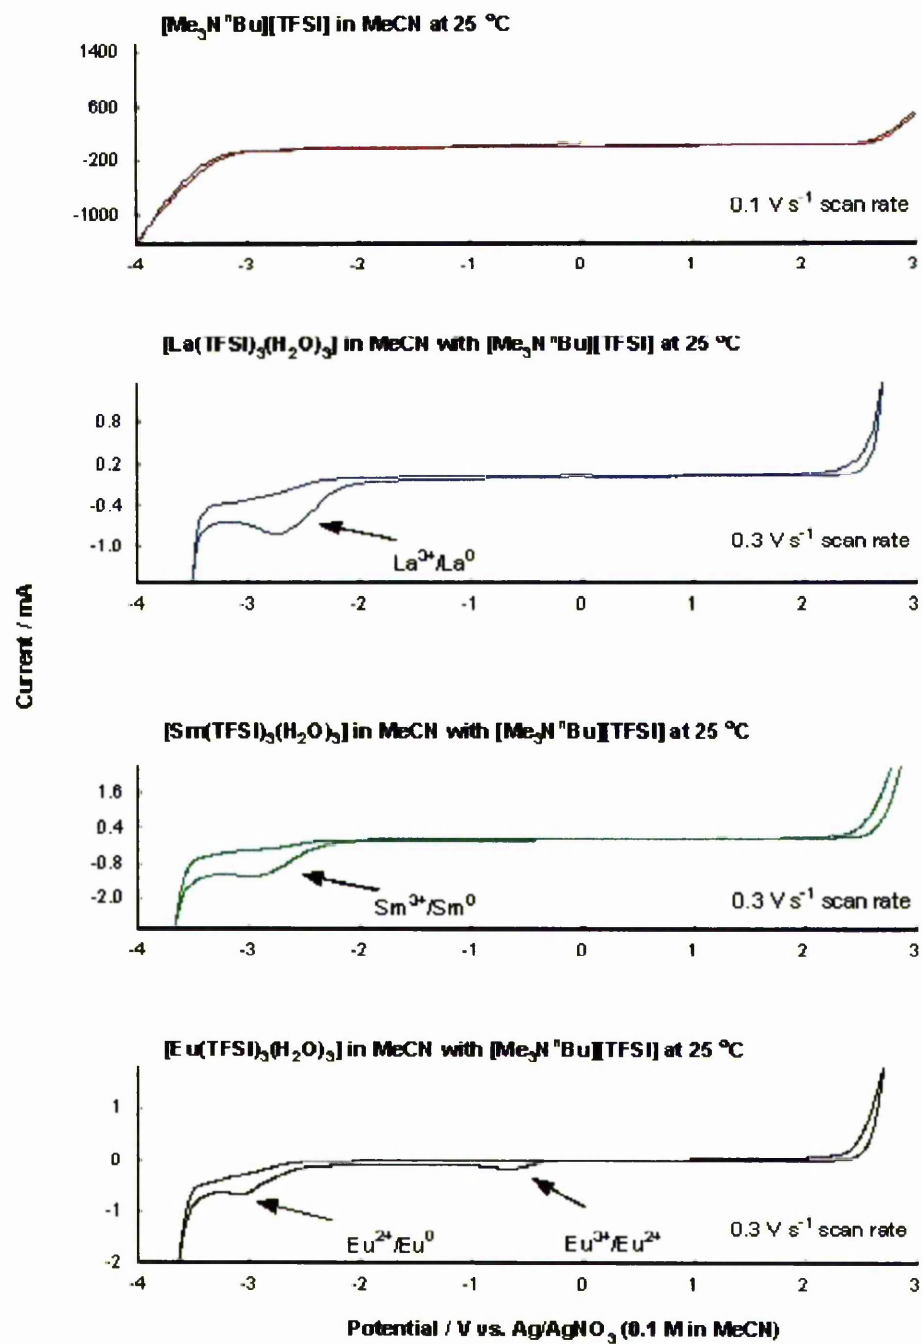 [Me₃NⁿBu][TFSI] in MeCN at 25 °C
1400
600
-200
-1000
0.1 V s⁻¹ scan rate
-4 -3 -2 -1 0 1 2 3
[La(TFSI)₃(H₂O)₃] in MeCN with [Me₃NⁿBu][TFSI] at 25 °C
0.8
0.2
-0.4
-1.0
La³⁺/La⁰
0.3 V s⁻¹ scan rate
-4 -3 -2 -1 0 1 2 3
Current / mA
[Sm(TFSI)₃(H₂O)₃] in MeCN with [Me₃NⁿBu][TFSI] at 25 °C
1.6
0.4
-0.8
-2.0
Sm³⁺/Sm⁰
0.3 V s⁻¹ scan rate
-4 -3 -2 -1 0 1 2 3
[Eu(TFSI)₃(H₂O)₃] in MeCN with [Me₃NⁿBu][TFSI] at 25 °C
1
0
-1
-2
Eu²⁺/Eu⁰
Eu³⁺/Eu²⁺
0.3 V s⁻¹ scan rate
-4 -3 -2 -1 0 1 2 3
Potential / V vs. Ag/AgNO₃ (0.1 M in MeCN)